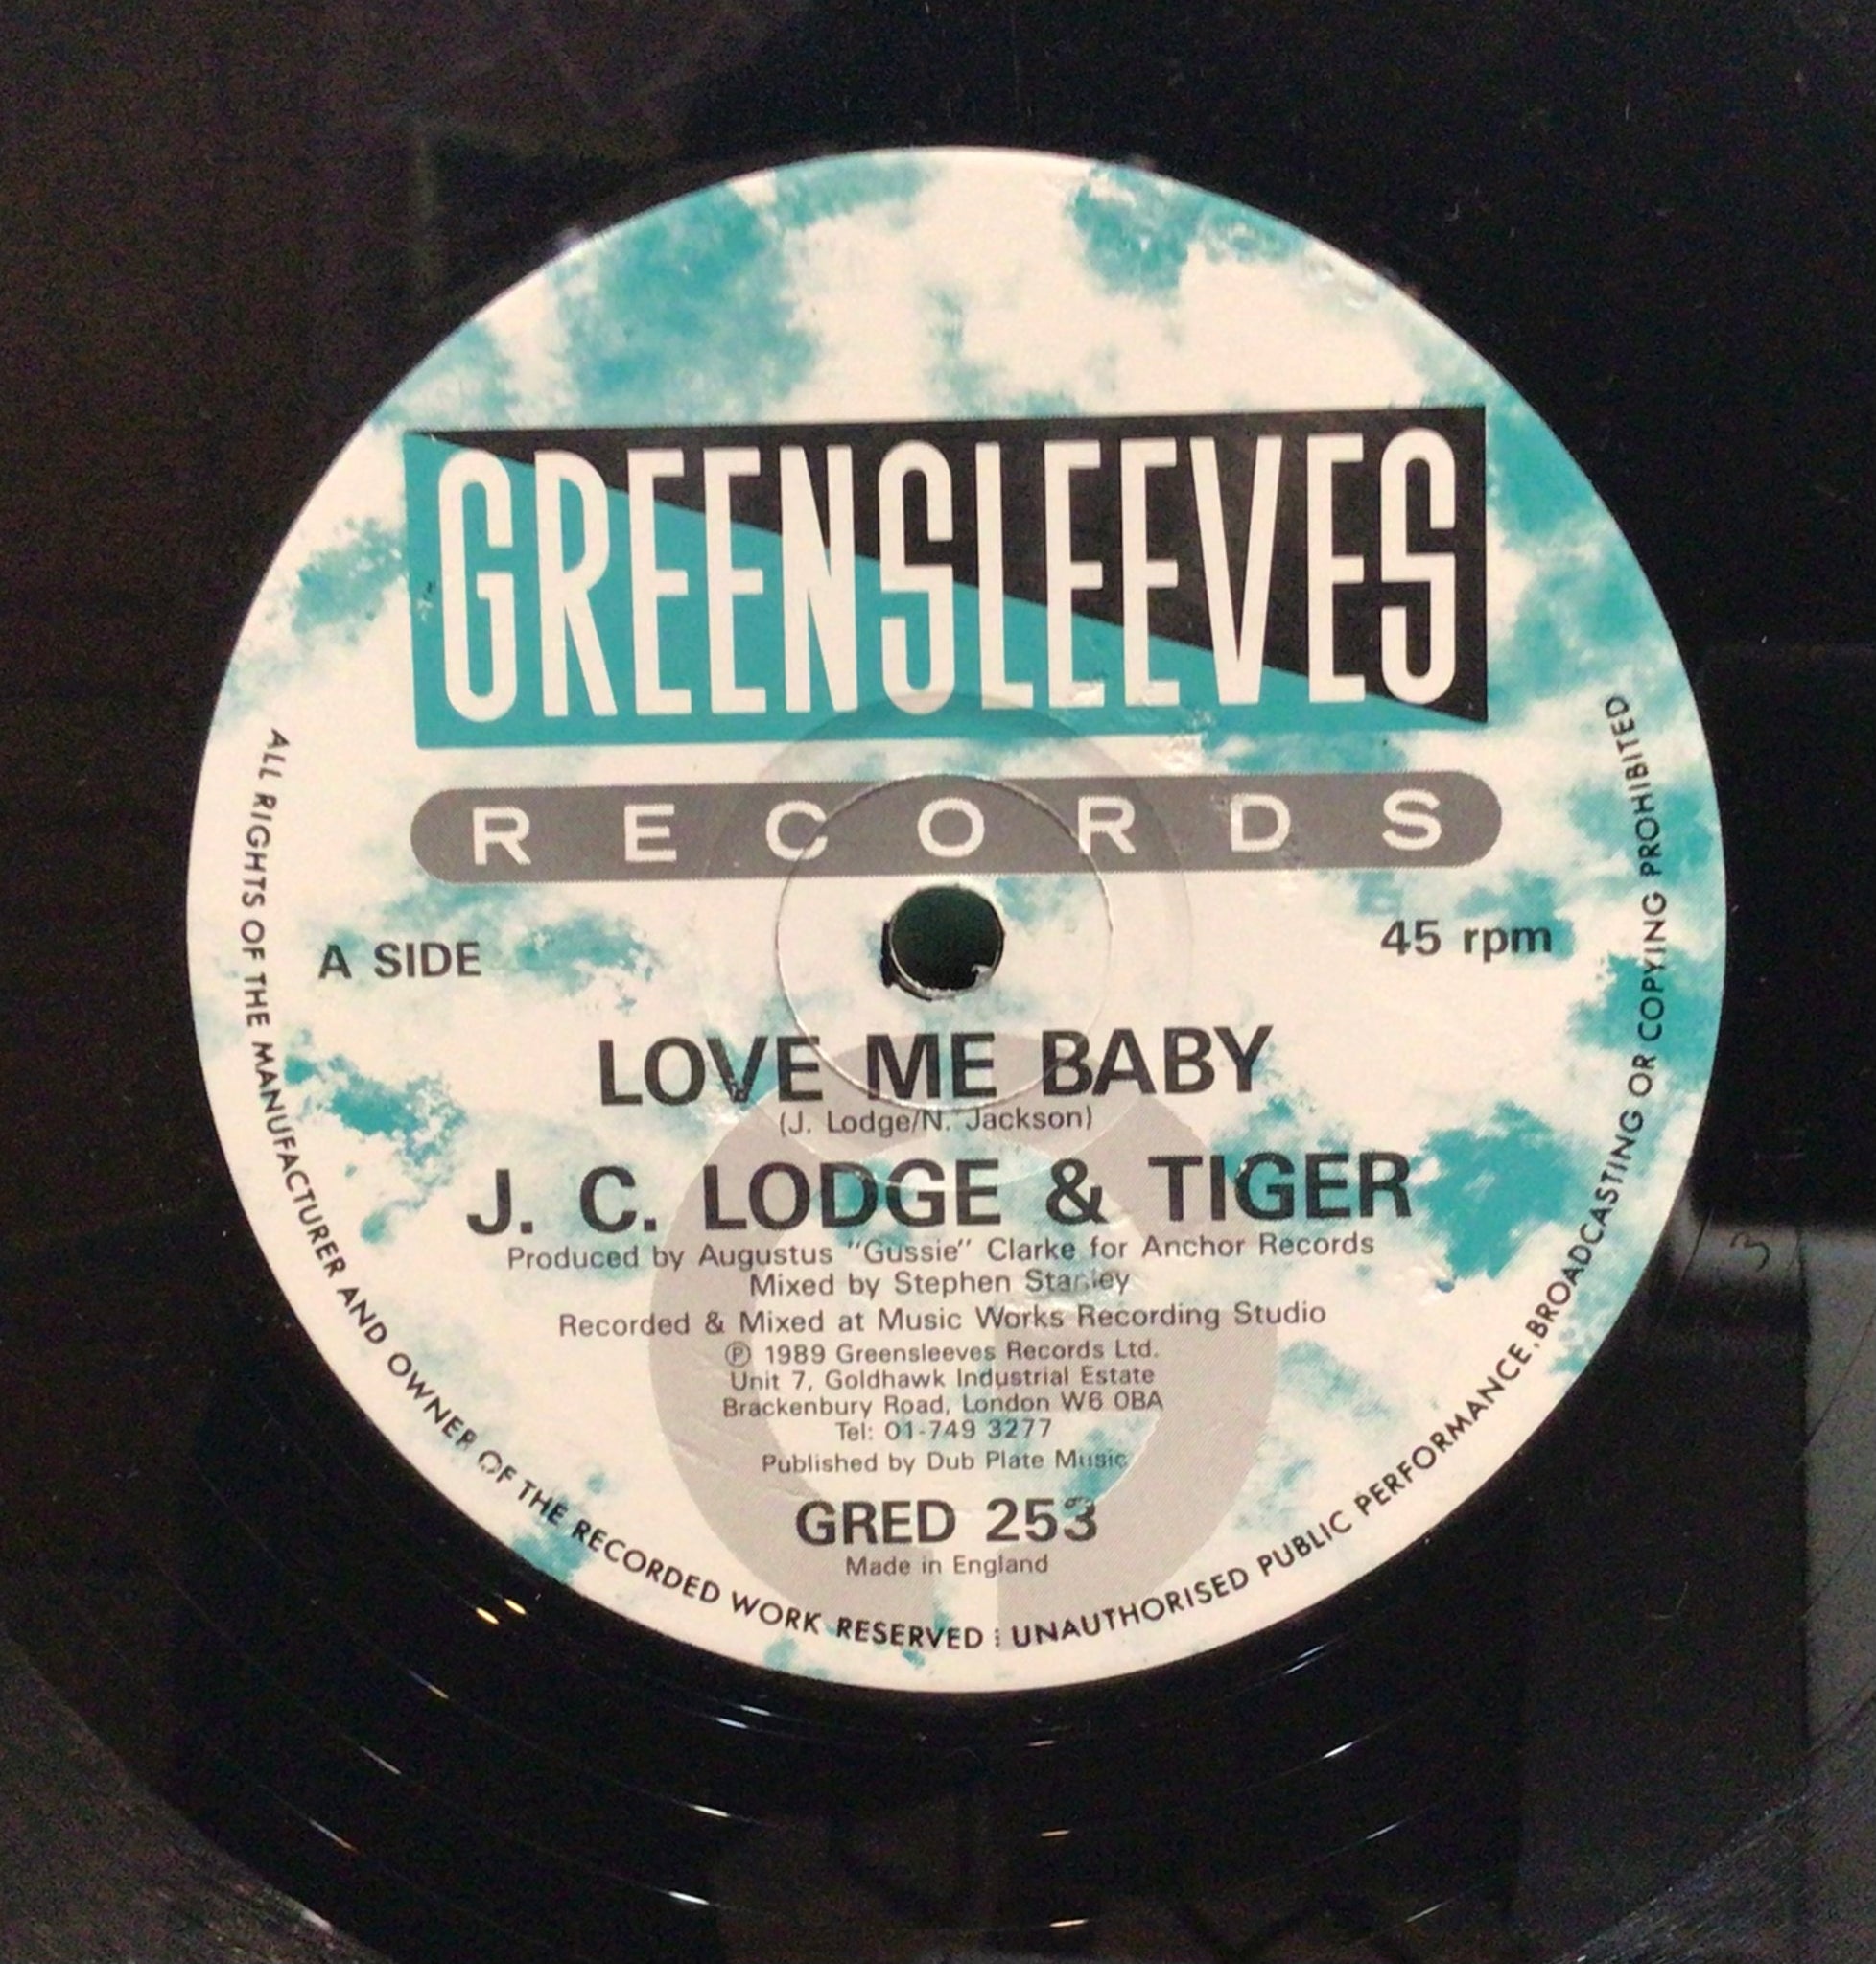 GREENSLEEVES
RECORDS
A SIDE
45 rpm
LOVE ME BABY
(J. Lodge/N. Jackson)
J. C. LODGE & TIGER
Produced by Augustus "Gussie" Clarke for Anchor Records
Mixed by Stephen Stanley
Recorded & Mixed at Music Works Recording Studio
℗ 1989 Greensleeves Records Ltd.
Unit 7, Goldhawk Industrial Estate
Brackenbury Road, London W6 0BA
Tel: 01-749 3277
Published by Dub Plate Music
GRED 253
Made in England
ALL RIGHTS OF THE MANUFACTURER AND OWNER OF THE RECORDED WORK RESERVED : UNAUTHORISED PUBLIC PERFORMANCE, BROADCASTING OR COPYING PROHIBITED